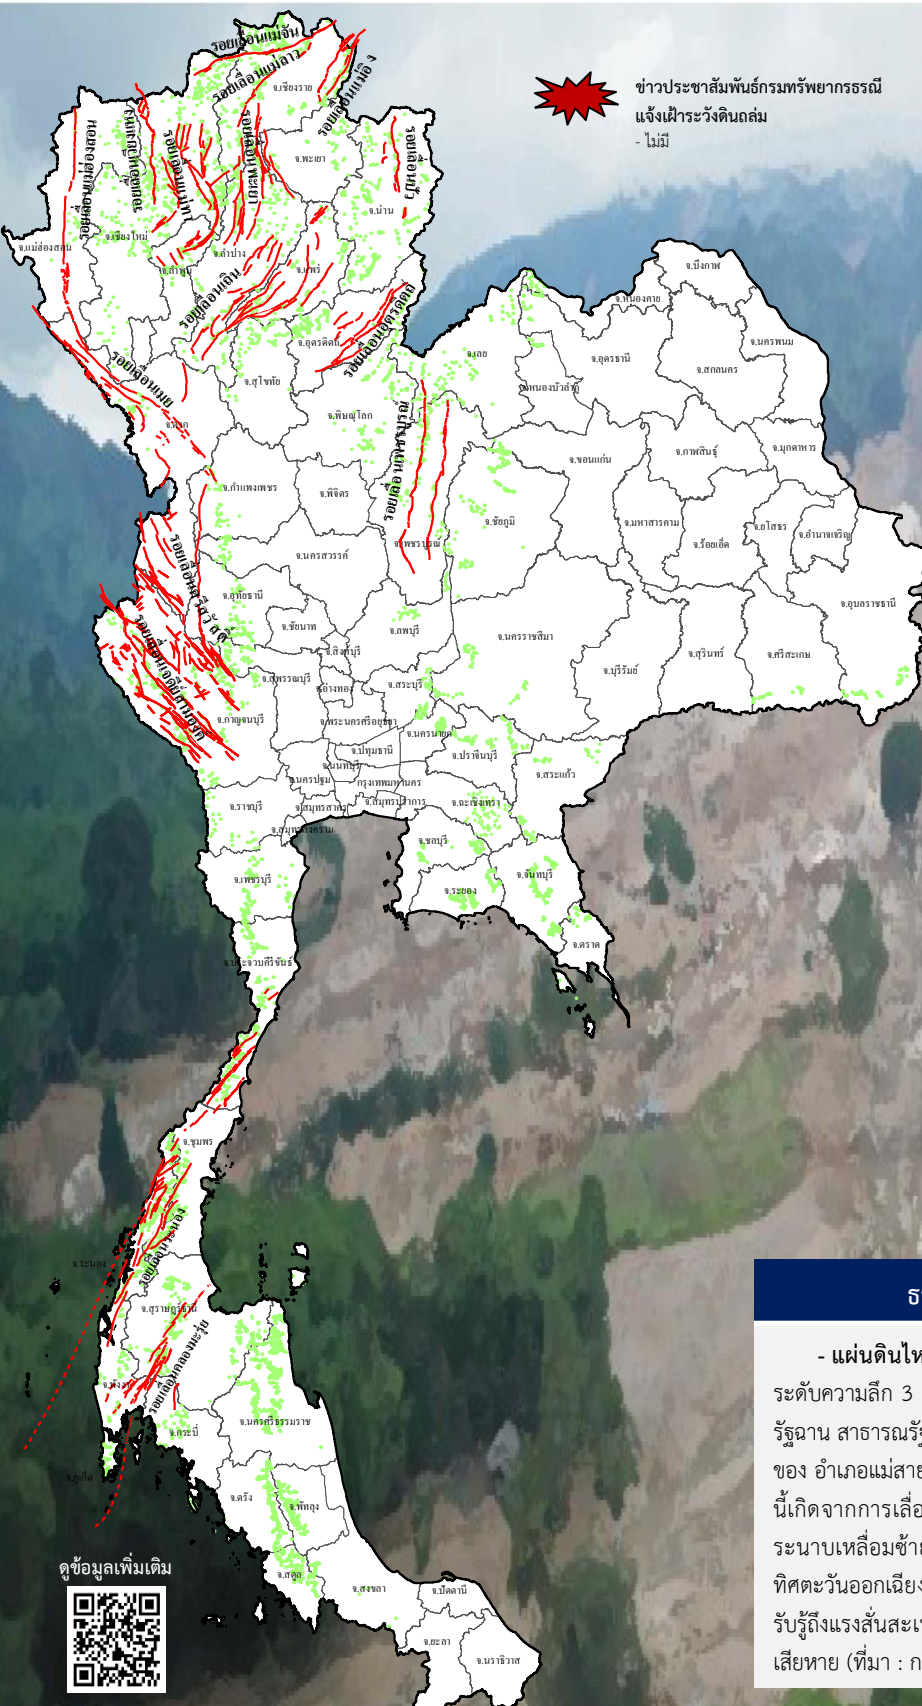 ข่าวประชาสัมพันธ์กรมทรัพยากรธรณี
แจ้งเฝ้าระวังดินถล่ม
- ไม่มี
รอยเลื่อนแม่จัน
รอยเลื่อนแม่ลาว
รอยเลื่อนแม่อิง
จ.เชียงราย
รอยเลื่อนแม่ฮ่องสอน
รอยเลื่อนแม่ทา
รอยเลื่อนพะเยา
จ.พะเยา
รอยเลื่อนปัว
จ.น่าน
จ.แม่ฮ่องสอน
จ.เชียงใหม่
จ.ลำพูน
จ.ลำปาง
จ.แพร่
รอยเลื่อนเถิน
จ.บึงกาฬ
จ.หนองคาย
รอยเลื่อนอุตรดิตถ์
จ.อุตรดิตถ์
จ.เลย
จ.อุดรธานี
จ.นครพนม
จ.สกลนคร
รอยเลื่อนเมย
จ.สุโขทัย
จ.หนองบัวลำภู
จ.ตาก
จ.พิษณุโลก
รอยเลื่อนเพชรบูรณ์
จ.ขอนแก่น
จ.กาฬสินธุ์
จ.มุกดาหาร
จ.กำแพงเพชร
จ.พิจิตร
จ.ชัยภูมิ
จ.มหาสารคาม
จ.ร้อยเอ็ด
จ.ยโสธร
จ.อำนาจเจริญ
จ.เพชรบูรณ์
จ.นครสวรรค์
รอยเลื่อนศรีสวัสดิ์
จ.อุทัยธานี
จ.อุบลราชธานี
จ.ชัยนาท
จ.ลพบุรี
จ.นครราชสีมา
รอยเลื่อนเจดีย์สามองค์
จ.สิงห์บุรี
จ.บุรีรัมย์
จ.สุรินทร์
จ.ศรีสะเกษ
จ.สุพรรณบุรี
จ.อ่างทอง
จ.สระบุรี
จ.กาญจนบุรี
จ.พระนครศรีอยุธยา
จ.นครนายก
จ.ปทุมธานี
จ.ปราจีนบุรี
จ.นนทบุรี
จ.สระแก้ว
จ.นครปฐม
กรุงเทพมหานคร
จ.ราชบุรี
จ.สมุทรสาคร
จ.สมุทรปราการ
จ.ฉะเชิงเทรา
จ.สมุทรสงคราม
จ.ชลบุรี
จ.เพชรบุรี
จ.ระยอง
จ.จันทบุรี
จ.ตราด
จ.ประจวบคีรีขันธ์
จ.ชุมพร
รอยเลื่อนระนอง
จ.ระนอง
จ.สุราษฎร์ธานี
รอยเลื่อนคลองมะรุ่ย
จ.พังงา
จ.กระบี่
จ.นครศรีธรรมราช
จ.ภูเก็ต
จ.ตรัง
จ.พัทลุง
จ.สตูล
จ.สงขลา
จ.ปัตตานี
จ.ยะลา
จ.นราธิวาส
ดูข้อมูลเพิ่มเติม
ธ
- แผ่นดินไห
ระดับความลึก 3
รัฐฉาน สาธารณรัฐ
ของ อำเภอแม่สาย
นี้เกิดจากการเลื่อ
ระนาบเหลื่อมซ้าย
ทิศตะวันออกเฉียง
รับรู้ถึงแรงสั่นสะเท
เสียหาย (ที่มา : ก